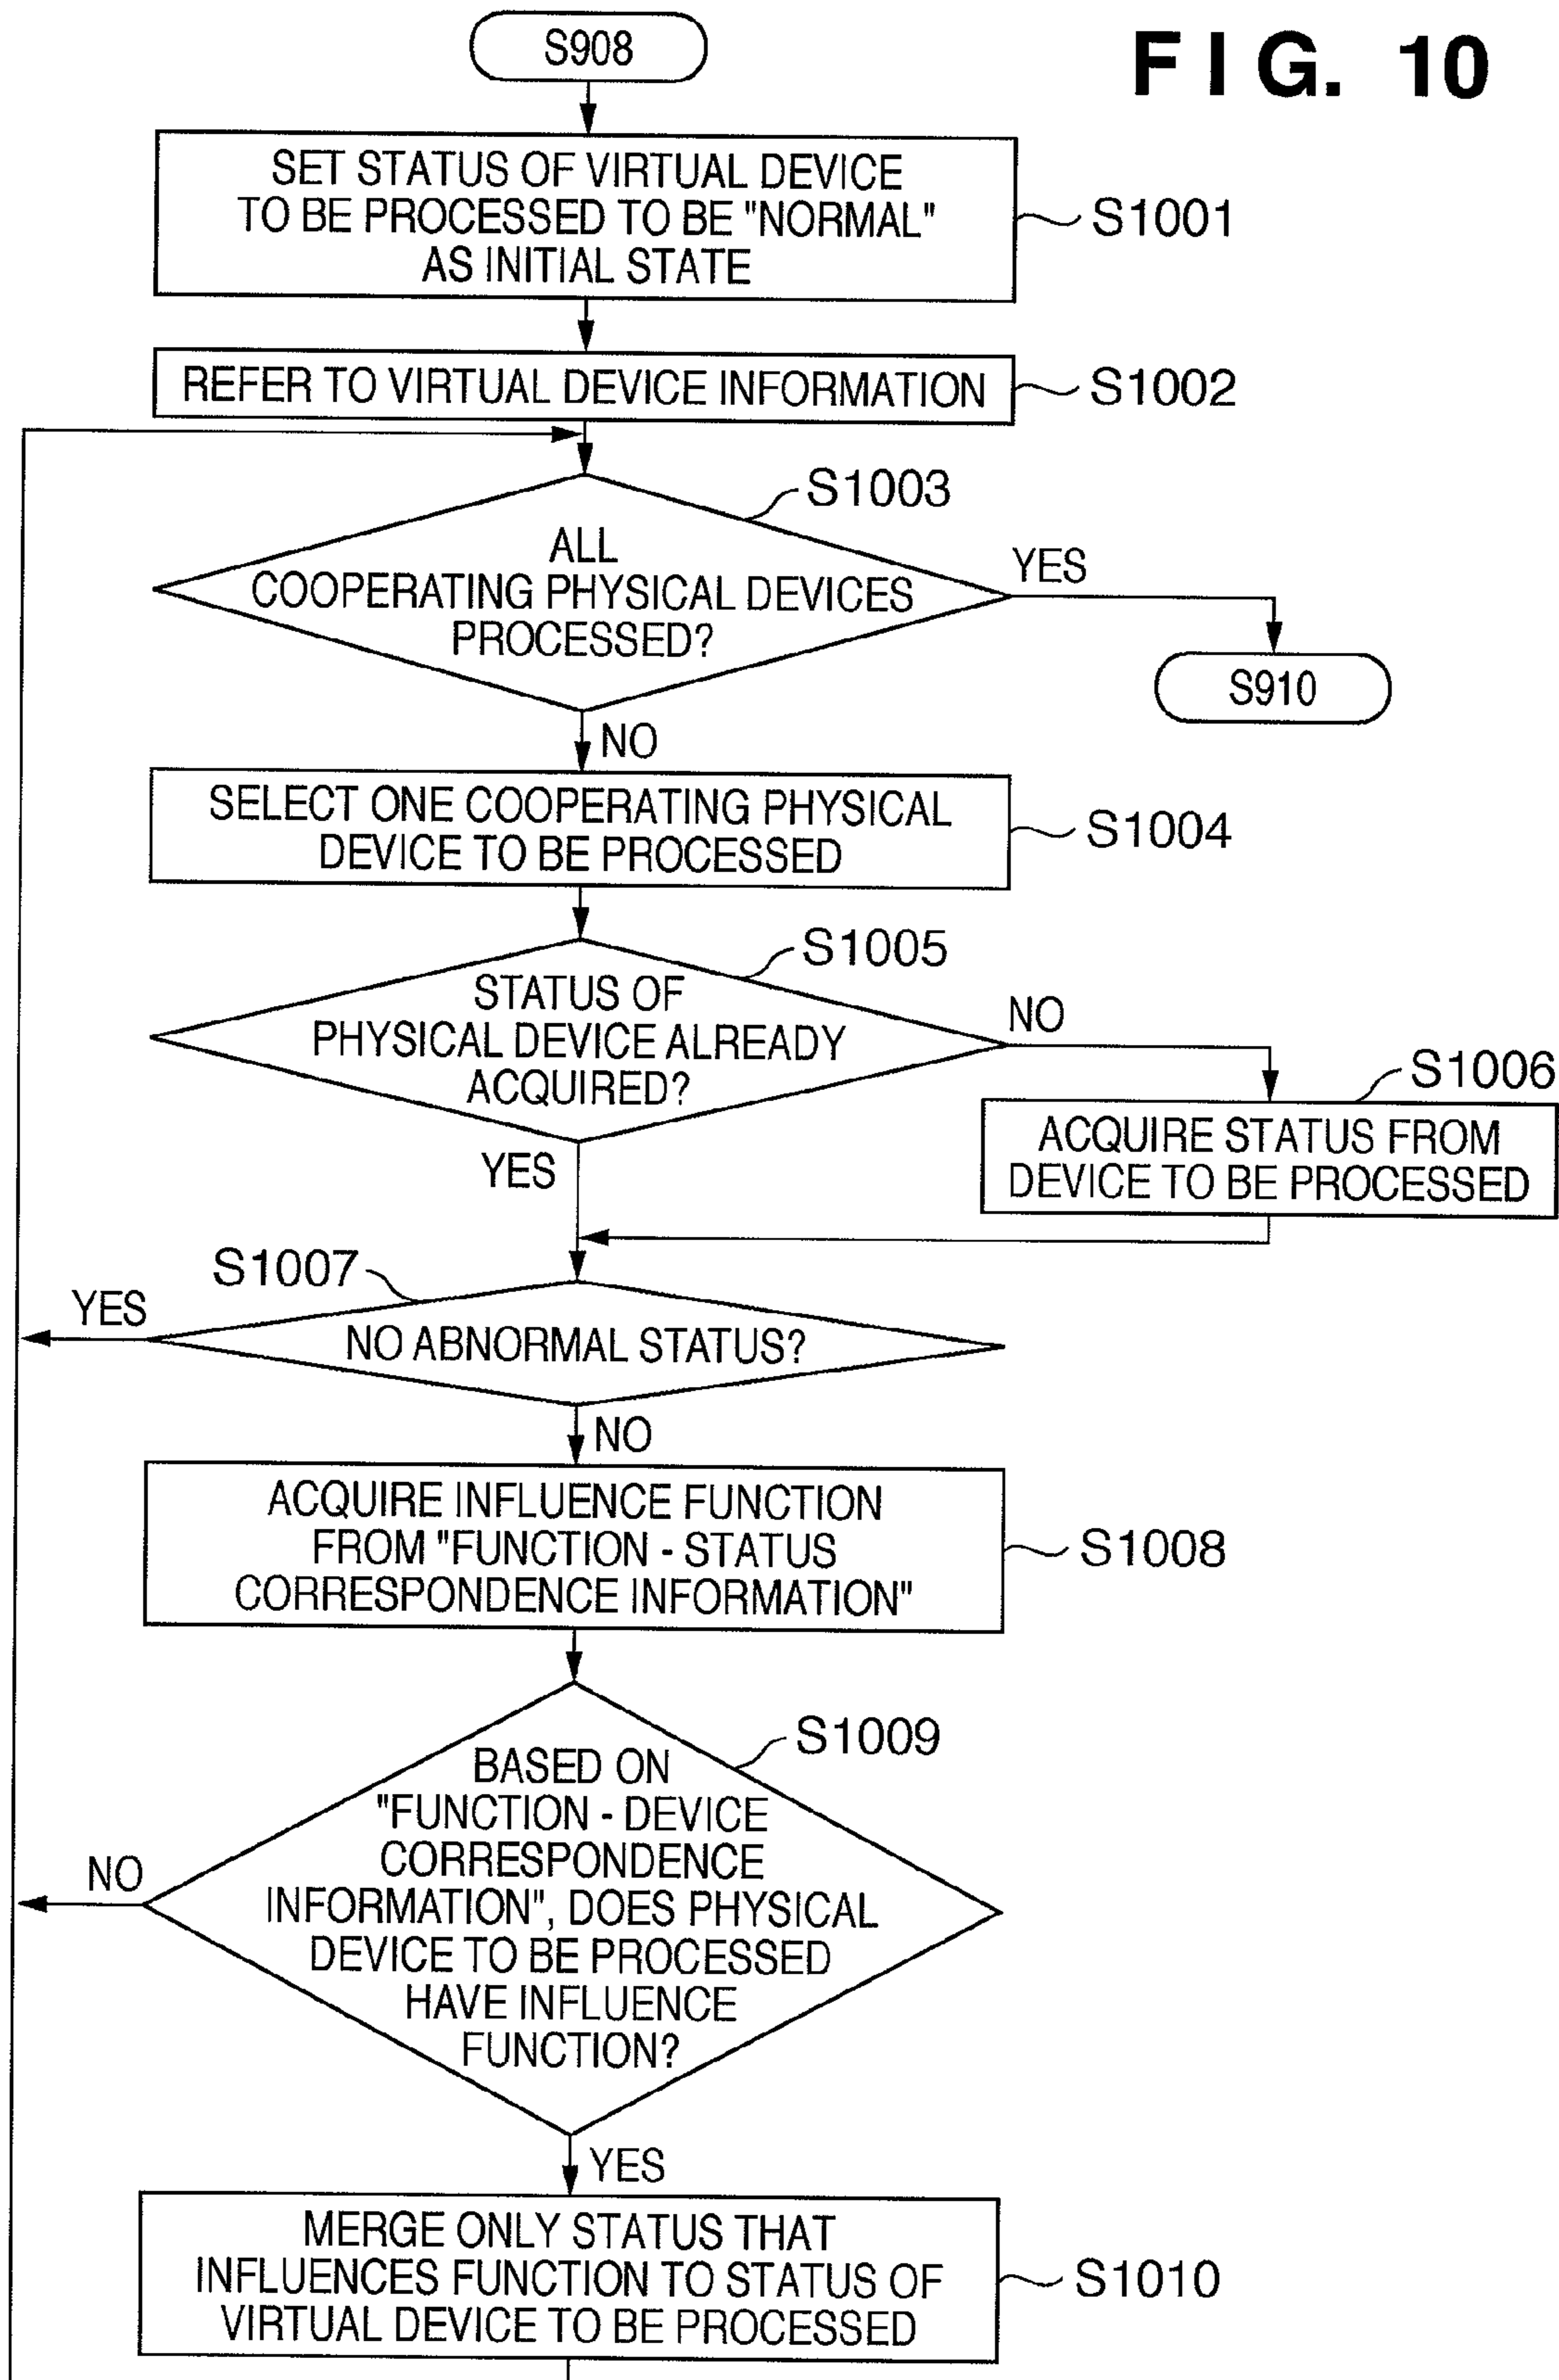 FIG. 10
S908
SET STATUS OF VIRTUAL DEVICE
TO BE PROCESSED TO BE "NORMAL"
AS INITIAL STATE
S1001
REFER TO VIRTUAL DEVICE INFORMATION
S1002
S1003
ALL
COOPERATING PHYSICAL DEVICES
PROCESSED?
YES
S910
NO
SELECT ONE COOPERATING PHYSICAL
DEVICE TO BE PROCESSED
S1004
S1005
STATUS OF
PHYSICAL DEVICE ALREADY
ACQUIRED?
NO
S1006
ACQUIRE STATUS FROM
DEVICE TO BE PROCESSED
YES
S1007
YES
NO ABNORMAL STATUS?
NO
ACQUIRE INFLUENCE FUNCTION
FROM "FUNCTION - STATUS
CORRESPONDENCE INFORMATION"
S1008
S1009
BASED ON
"FUNCTION - DEVICE
CORRESPONDENCE
INFORMATION", DOES PHYSICAL
DEVICE TO BE PROCESSED
HAVE INFLUENCE
FUNCTION?
NO
YES
MERGE ONLY STATUS THAT
INFLUENCES FUNCTION TO STATUS OF
VIRTUAL DEVICE TO BE PROCESSED
S1010